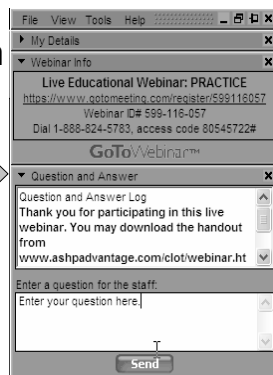 File View Tools Help
My Details
Webinar Info
Live Educational Webinar: PRACTICE
https://www.gotomeeting.com/register/599116057
Webinar ID# 599-116-057
Dial 1-888-824-5783, access code 80545722#
GoToWebinar™
Question and Answer
Question and Answer Log
Thank you for participating in this live
webinar. You may download the handout
from
www.ashpadvantage.com/clot/webinar.ht
Enter a question for the staff:
Enter your question here.
Send